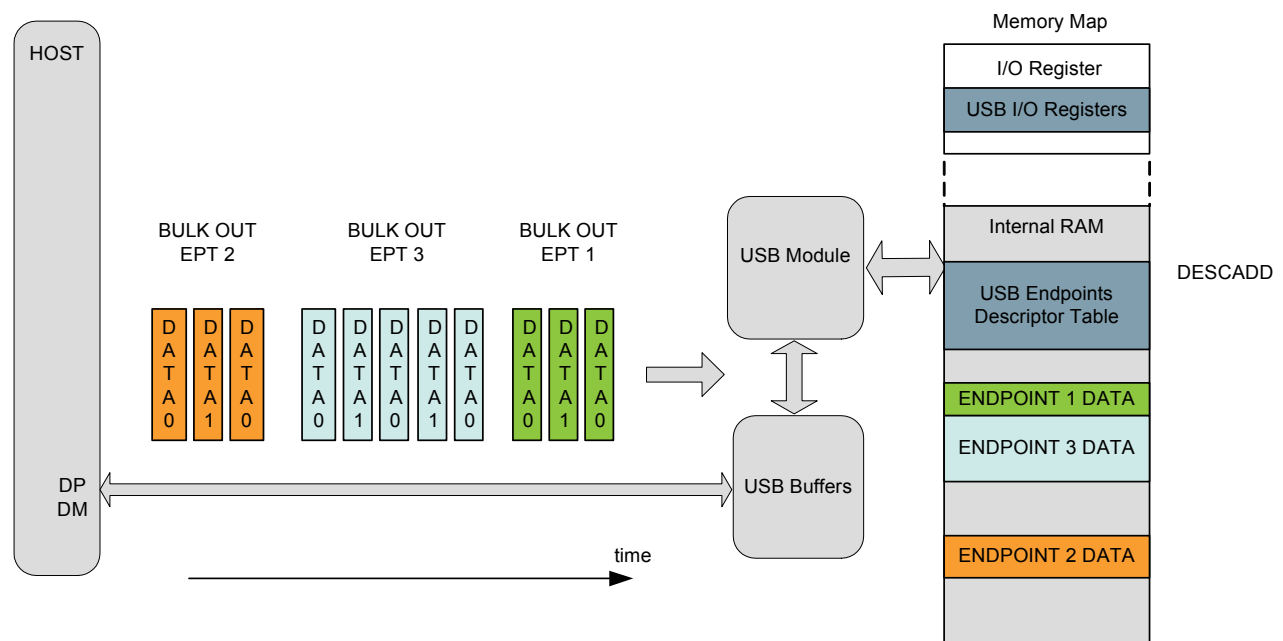 Memory Map
HOST
I/O Register
USB I/O Registers
BULK OUT
EPT 2
BULK OUT
EPT 3
BULK OUT
EPT 1
USB Module
Internal RAM
DESCADD
USB Endpoints
Descriptor Table
DATA0
DATA1
DATA0
DATA0
DATA1
DATA0
DATA1
DATA0
DATA0
DATA1
DATA0
ENDPOINT 1 DATA
ENDPOINT 3 DATA
DP
DM
USB Buffers
time
ENDPOINT 2 DATA